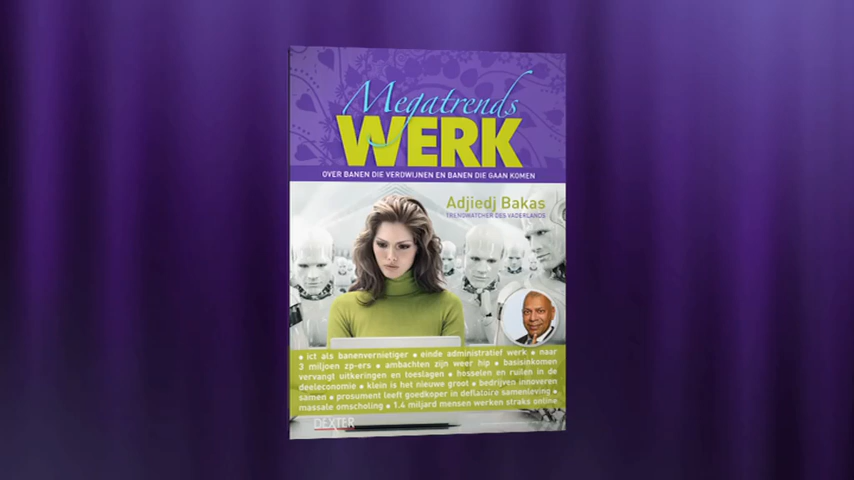 Megatrends
WERK
OVER BANEN DIE VERDWIJNEN EN BANEN DIE GAAN KOMEN
Adjiedj Bakas
TRENDWATCHER DES VADERLANDS
• ict als banenvernietiger • einde administratief werk • naar
3 miljoen zp-ers • ambachten zijn weer hip • basisinkomen
vervangt uitkeringen en toeslagen • hosselen en ruilen in de
deeleconomie • klein is het nieuwe groot • bedrijven innoveren
samen • prosument leeft goedkoper in deflatoire samenleving •
massale omscholing • 1.4 miljard mensen werken straks online
DEXTER